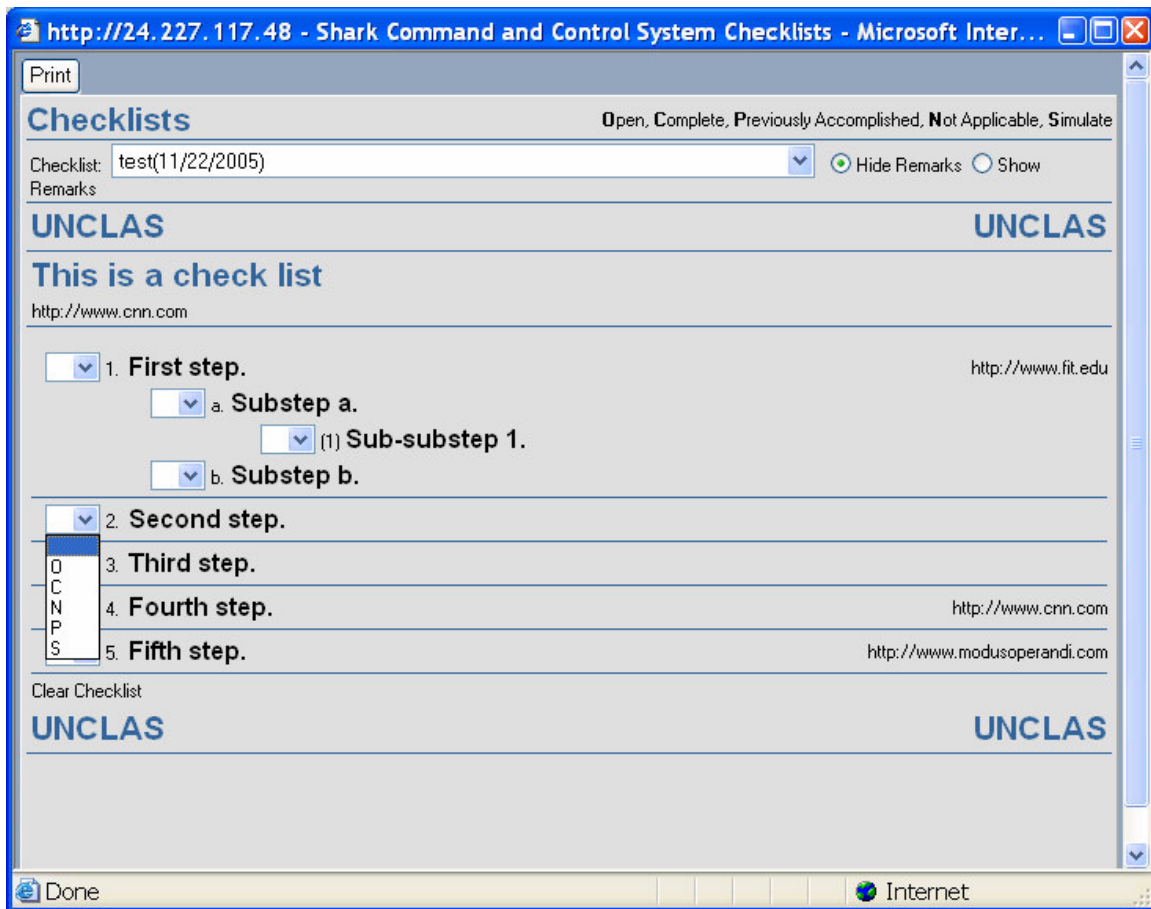 http://24.227.117.48 - Shark Command and Control System Checklists - Microsoft Inter...
Print
Checklists Open, Complete, Previously Accomplished, Not Applicable, Simulate
Checklist: test(11/22/2005) Hide Remarks Show
Remarks
UNCLAS UNCLAS
This is a check list
http://www.cnn.com
1. First step. http://www.fit.edu
a. Substep a.
(1) Sub-substep 1.
b. Substep b.
2. Second step.
O
3. Third step.
C
N
4. Fourth step. http://www.cnn.com
P
S
5. Fifth step. http://www.modusoperandi.com
Clear Checklist
UNCLAS UNCLAS
Done Internet